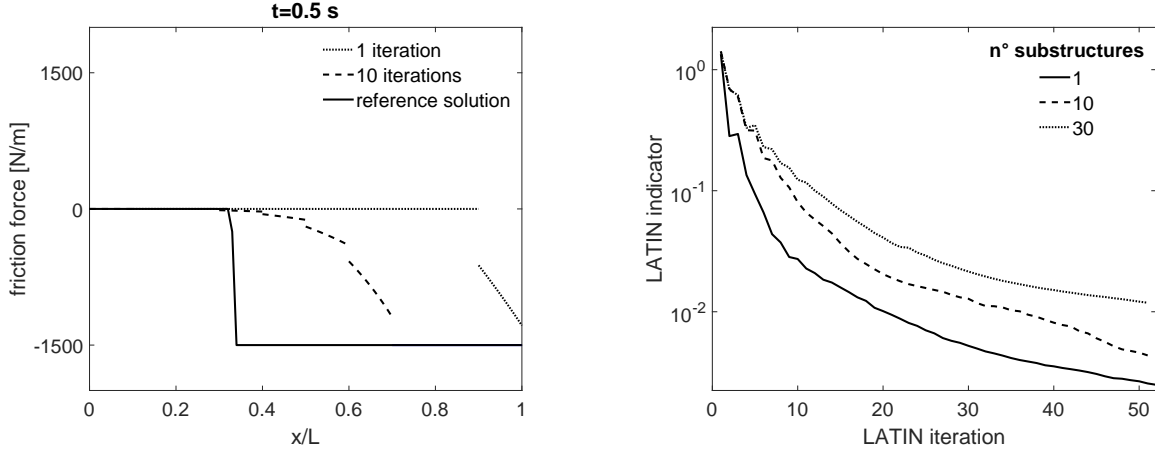 t=0.5 s
1 iteration
10 iterations
reference solution
1500
0
-1500
friction force [N/m]
0
0.2
0.4
0.6
0.8
1
x/L
n° substructures
1
10
30
10^0
10^-1
10^-2
LATIN indicator
0
10
20
30
40
50
LATIN iteration